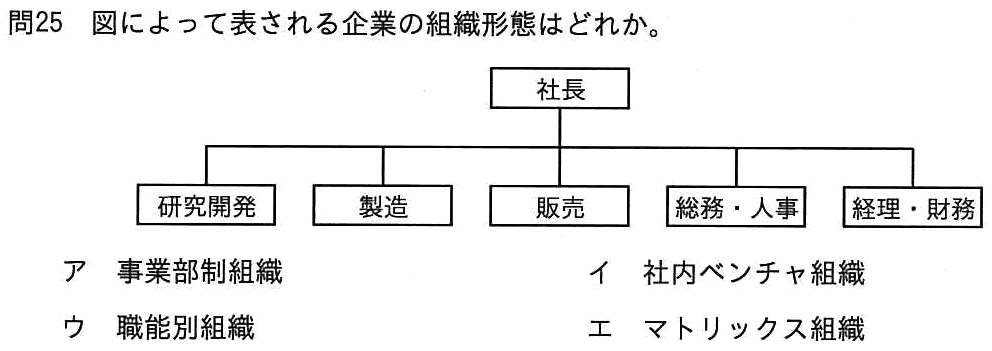 問25 図によって表される企業の組織形態はどれか。
社長
研究開発 製造 販売 総務・人事 経理・財務
ア 事業部制組織 イ 社内ベンチャ組織
ウ 職能別組織 エ マトリックス組織